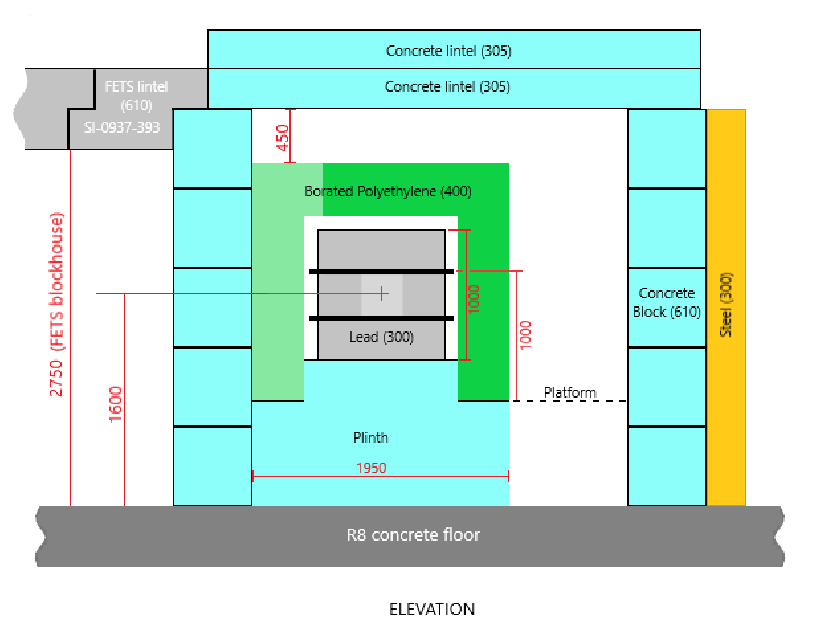 Concrete lintel (305)
FETS lintel
(610)
SI-0937-393
Concrete lintel (305)
450
Borated Polyethylene (400)
2750 (FETS blockhouse)
1600
1000
1000
Lead (300)
Concrete
Block (610)
Steel (300)
Platform
Plinth
1950
R8 concrete floor
ELEVATION